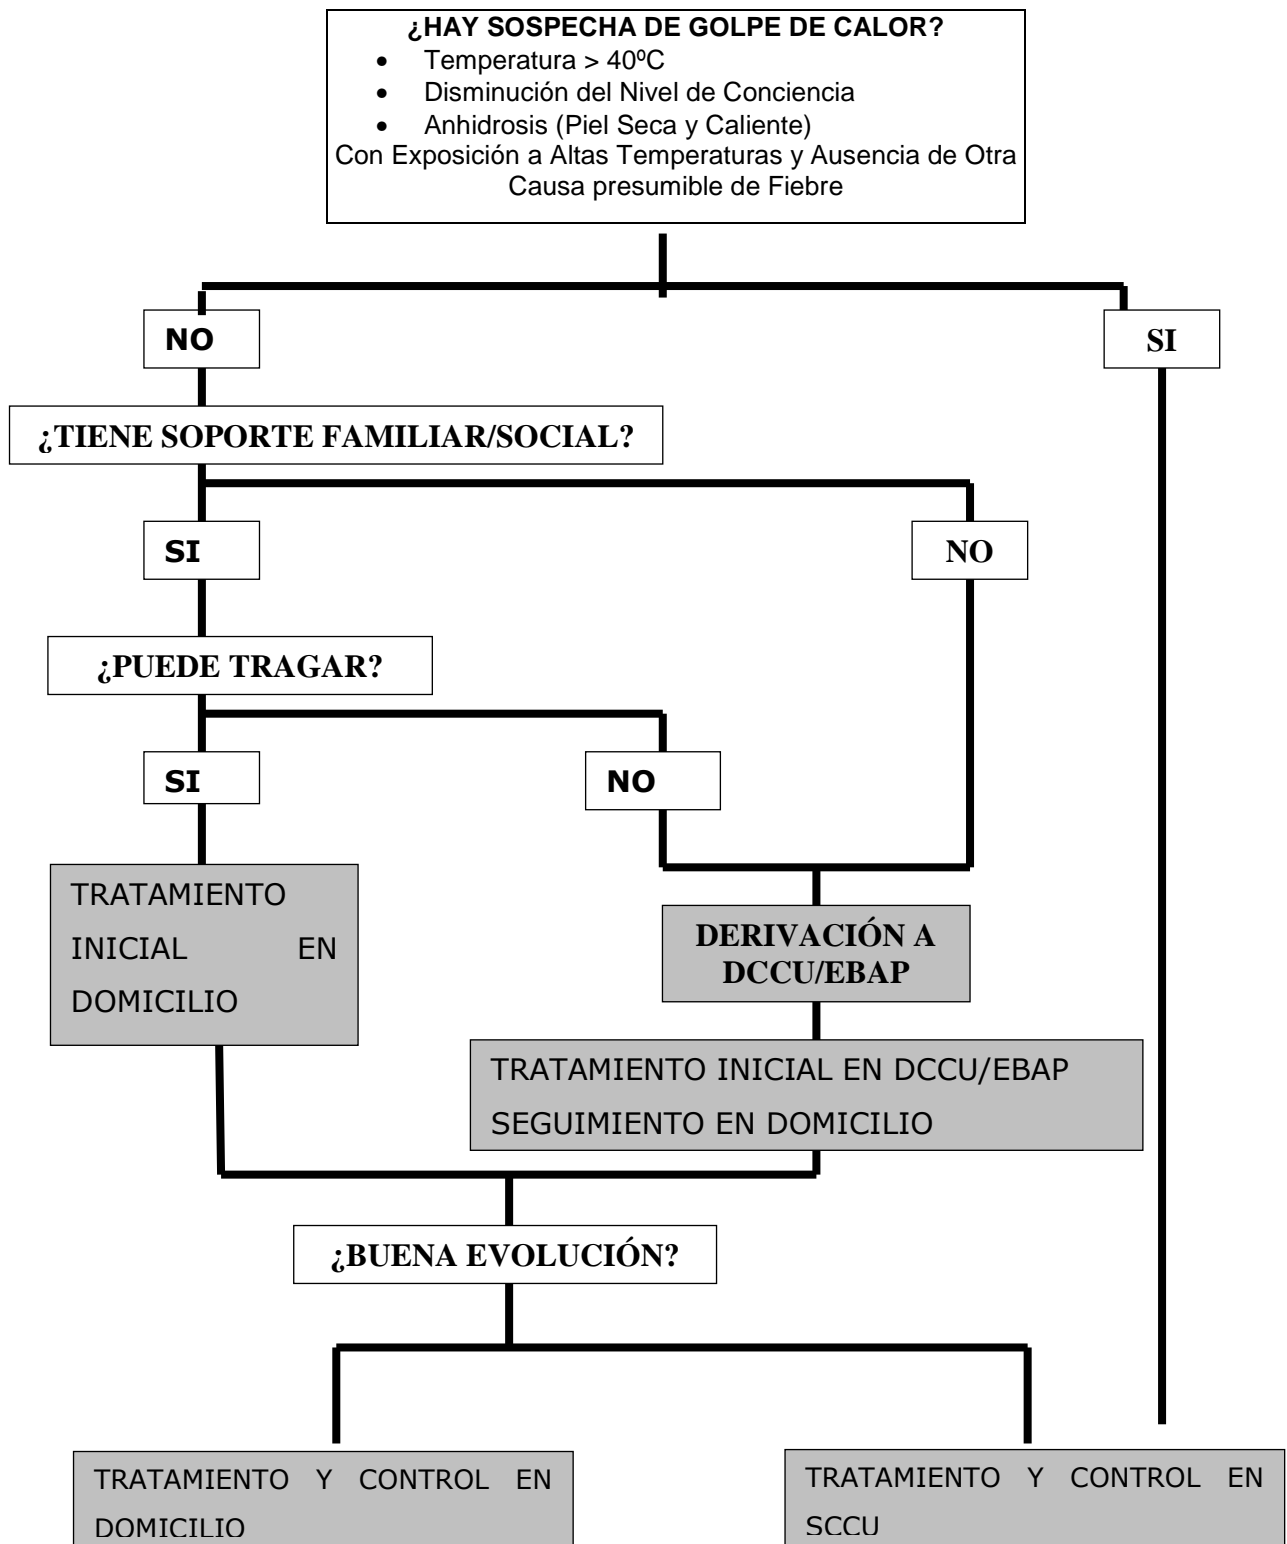 ¿HAY SOSPECHA DE GOLPE DE CALOR?
• Temperatura > 40ºC
• Disminución del Nivel de Conciencia
• Anhidrosis (Piel Seca y Caliente)
Con Exposición a Altas Temperaturas y Ausencia de Otra
Causa presumible de Fiebre
NO
SI
¿TIENE SOPORTE FAMILIAR/SOCIAL?
SI
NO
¿PUEDE TRAGAR?
SI
NO
TRATAMIENTO
INICIAL EN
DOMICILIO
DERIVACIÓN A
DCCU/EBAP
TRATAMIENTO INICIAL EN DCCU/EBAP
SEGUIMIENTO EN DOMICILIO
¿BUENA EVOLUCIÓN?
TRATAMIENTO Y CONTROL EN
DOMICILIO
TRATAMIENTO Y CONTROL EN
SCCU